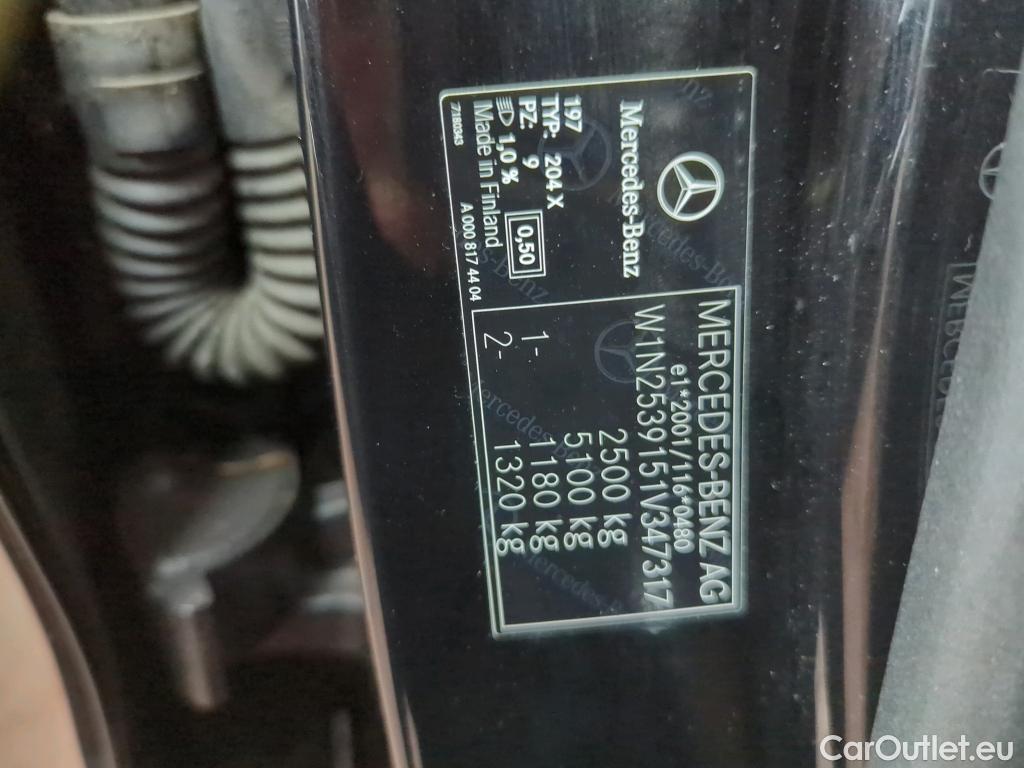 Mercedes-Benz
197
TYP: 204 X
PZ: 9
0,50
1,0 %
Made in Finland
7180343
A 000 817 44 04
MERCEDES-BENZ AG
e1*2001/116*0480
W1N2539151V347317
2500 kg
5100 kg
1- 1180 kg
2- 1320 kg
CarOutlet.eu